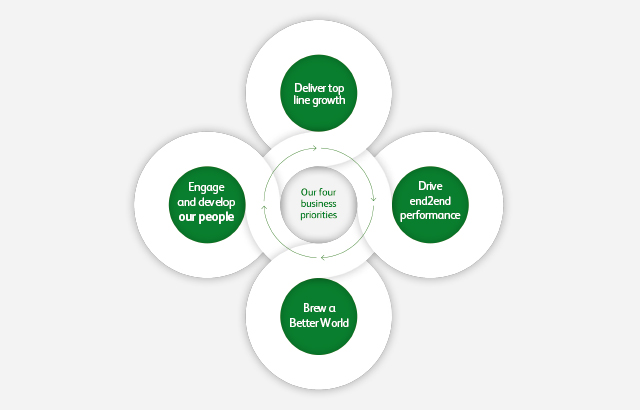 Deliver top
line growth
Engage
and develop
our people
Our four
business
priorities
Drive
end2end
performance
Brew a
Better World